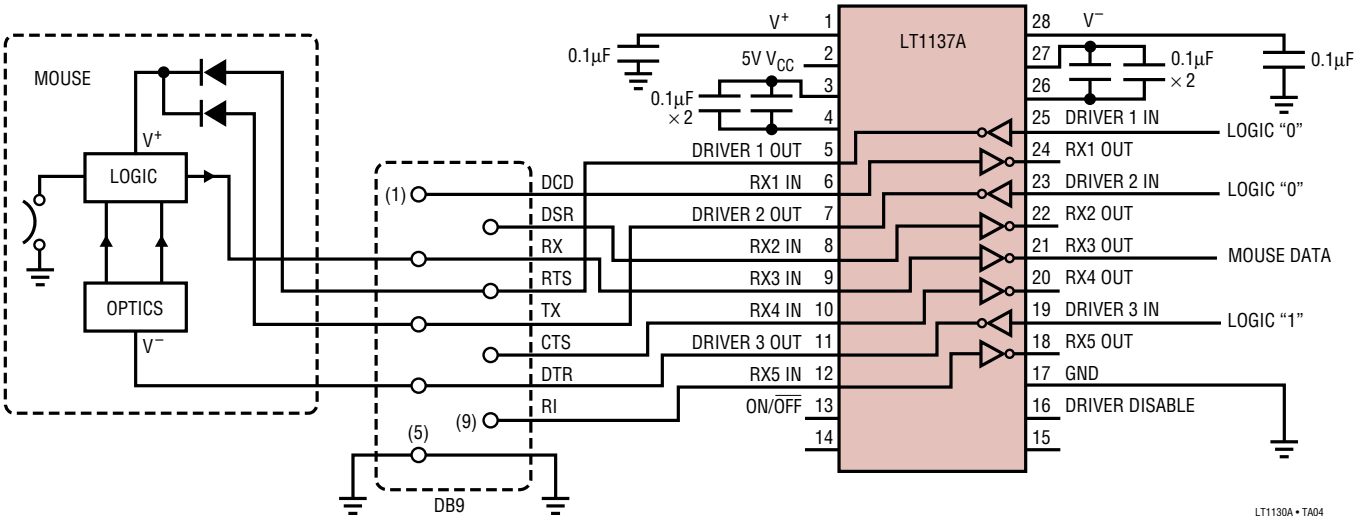 MOUSE
V+
LOGIC
OPTICS
V−
(1)
(9)
(5)
DB9
DCD
DSR
RX
RTS
TX
CTS
DTR
RI
0.1µF
5V VCC
0.1µF
× 2
LT1137A
V+ 1
2
3
4
DRIVER 1 OUT 5
RX1 IN 6
DRIVER 2 OUT 7
RX2 IN 8
RX3 IN 9
RX4 IN 10
DRIVER 3 OUT 11
RX5 IN 12
ON/OFF 13
14
28 V−
27
26
0.1µF
× 2
0.1µF
25 DRIVER 1 IN
LOGIC “0”
24 RX1 OUT
23 DRIVER 2 IN
LOGIC “0”
22 RX2 OUT
21 RX3 OUT
MOUSE DATA
20 RX4 OUT
19 DRIVER 3 IN
LOGIC “1”
18 RX5 OUT
17 GND
16 DRIVER DISABLE
15
LT1130A • TA04